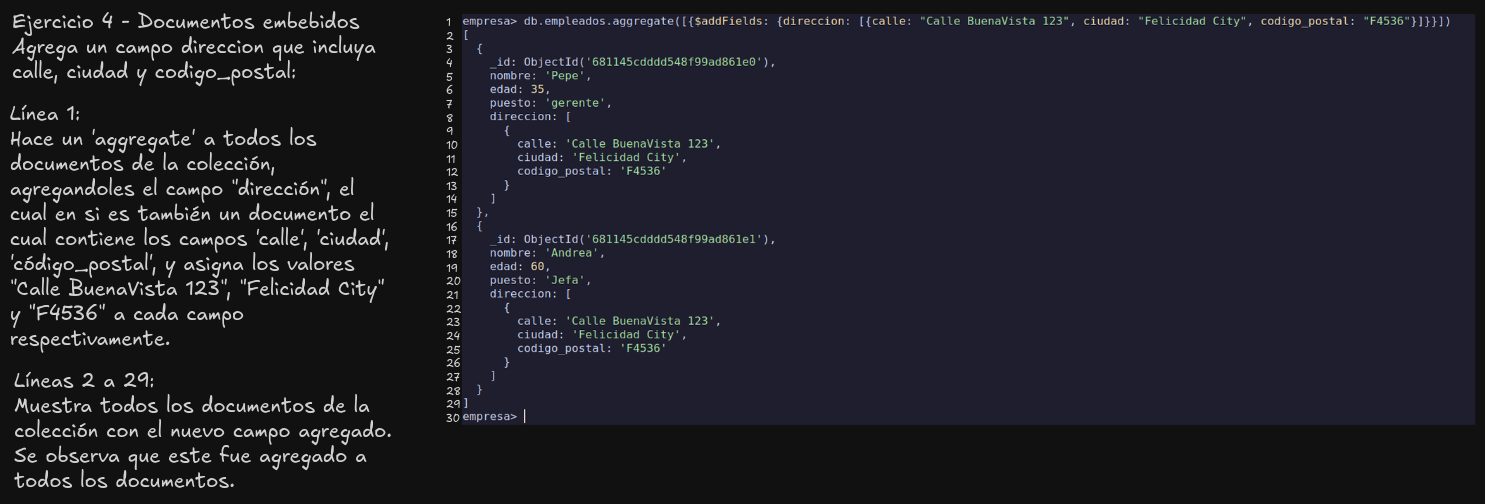 Ejercicio 4 - Documentos embebidos
Agrega un campo direccion que incluya
calle, ciudad y codigo_postal:
Línea 1:
Hace un 'aggregate' a todos los
documentos de la colección,
agregandoles el campo "dirección", el
cual en si es también un documento el
cual contiene los campos 'calle', 'ciudad',
'código_postal', y asigna los valores
"Calle BuenaVista 123", "Felicidad City"
y "F4536" a cada campo
respectivamente.
Líneas 2 a 29:
Muestra todos los documentos de la
colección con el nuevo campo agregado.
Se observa que este fue agregado a
todos los documentos.
1 empresa> db.empleados.aggregate([{$addFields: {direccion: [{calle: "Calle BuenaVista 123", ciudad: "Felicidad City", codigo_postal: "F4536"}]}}])
2 [
3   {
4     _id: ObjectId('681145cdddd548f99ad861e0'),
5     nombre: 'Pepe',
6     edad: 35,
7     puesto: 'gerente',
8     direccion: [
9       {
10         calle: 'Calle BuenaVista 123',
11         ciudad: 'Felicidad City',
12         codigo_postal: 'F4536'
13       }
14     ]
15   },
16   {
17     _id: ObjectId('681145cdddd548f99ad861e1'),
18     nombre: 'Andrea',
19     edad: 60,
20     puesto: 'Jefa',
21     direccion: [
22       {
23         calle: 'Calle BuenaVista 123',
24         ciudad: 'Felicidad City',
25         codigo_postal: 'F4536'
26       }
27     ]
28   }
29 ]
30 empresa>